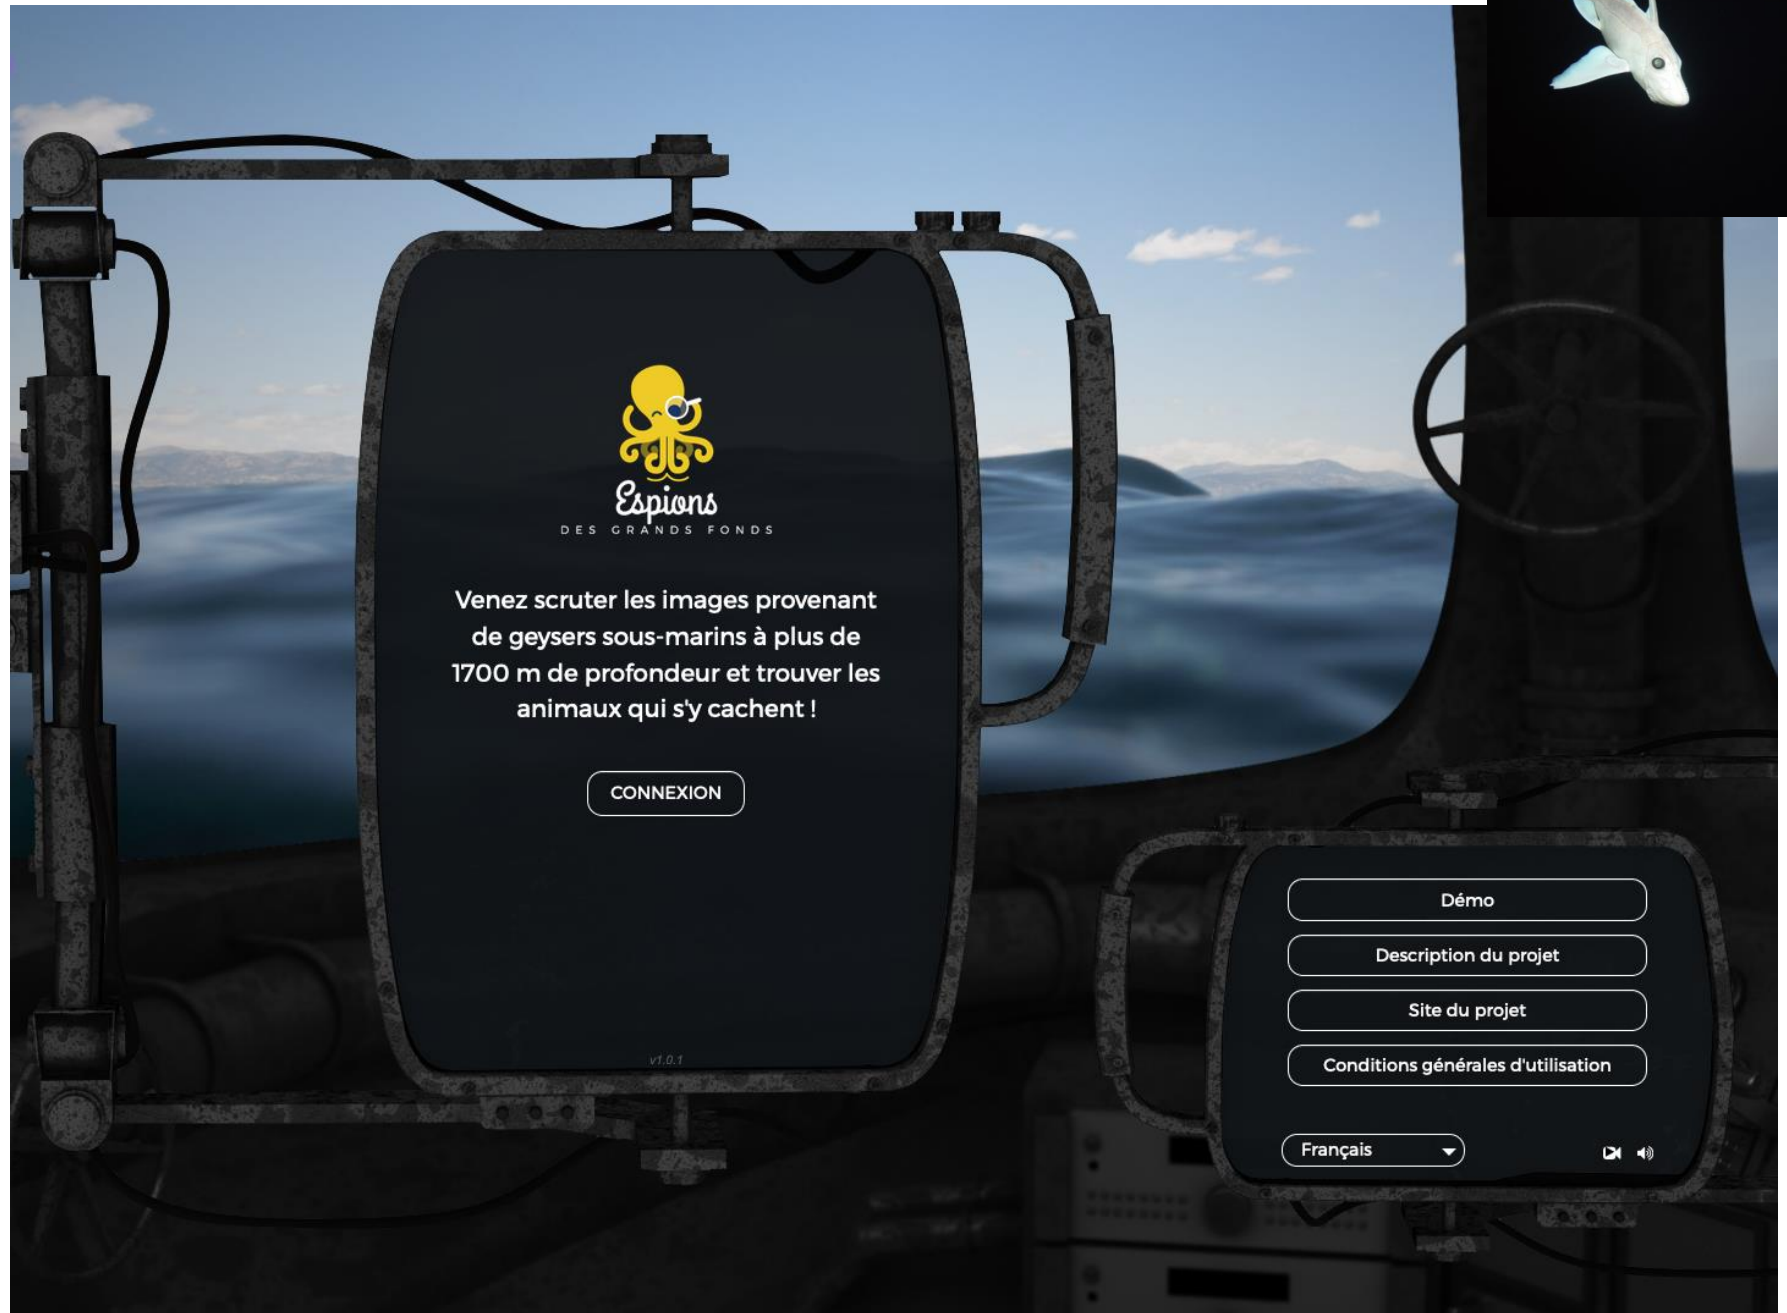 Espions
DES GRANDS FONDS
Venez scruter les images provenant
de geysers sous-marins à plus de
1700 m de profondeur et trouver les
animaux qui s'y cachent !
CONNEXION
v1.0.1
Démo
Description du projet
Site du projet
Conditions générales d'utilisation
Français